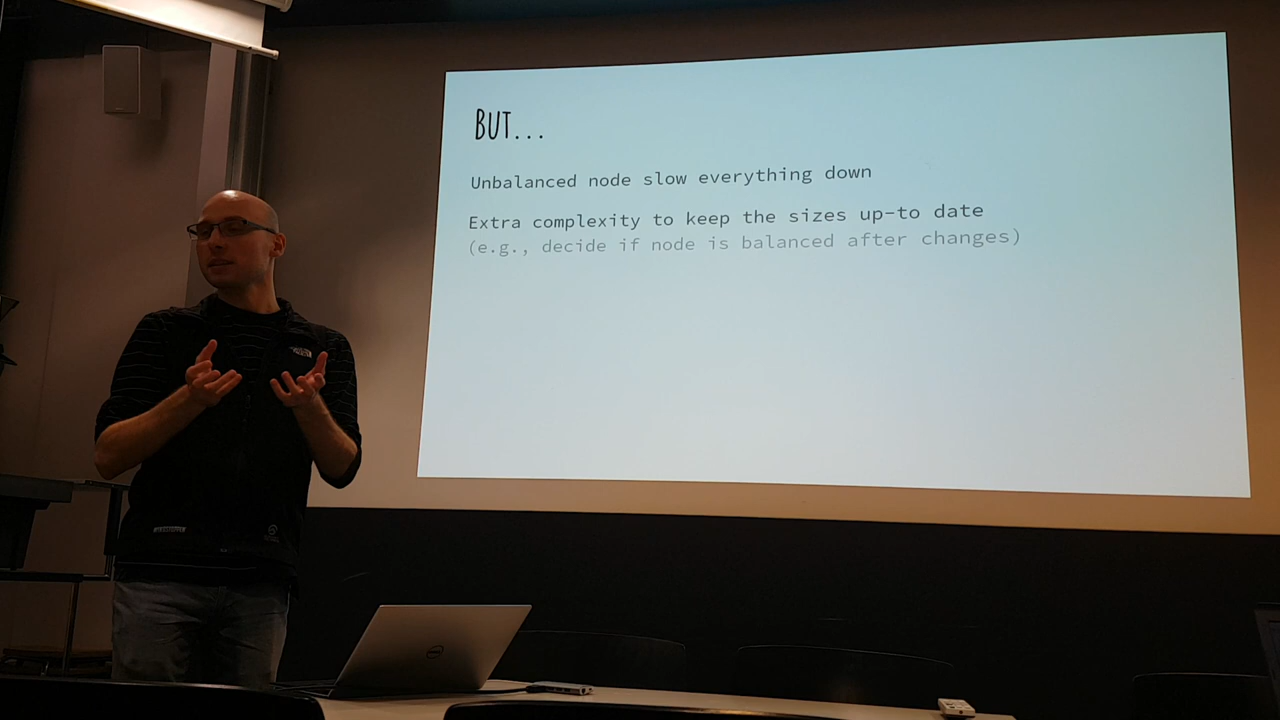 BUT...
Unbalanced node slow everything down
Extra complexity to keep the sizes up-to date
(e.g., decide if node is balanced after changes)
DELL